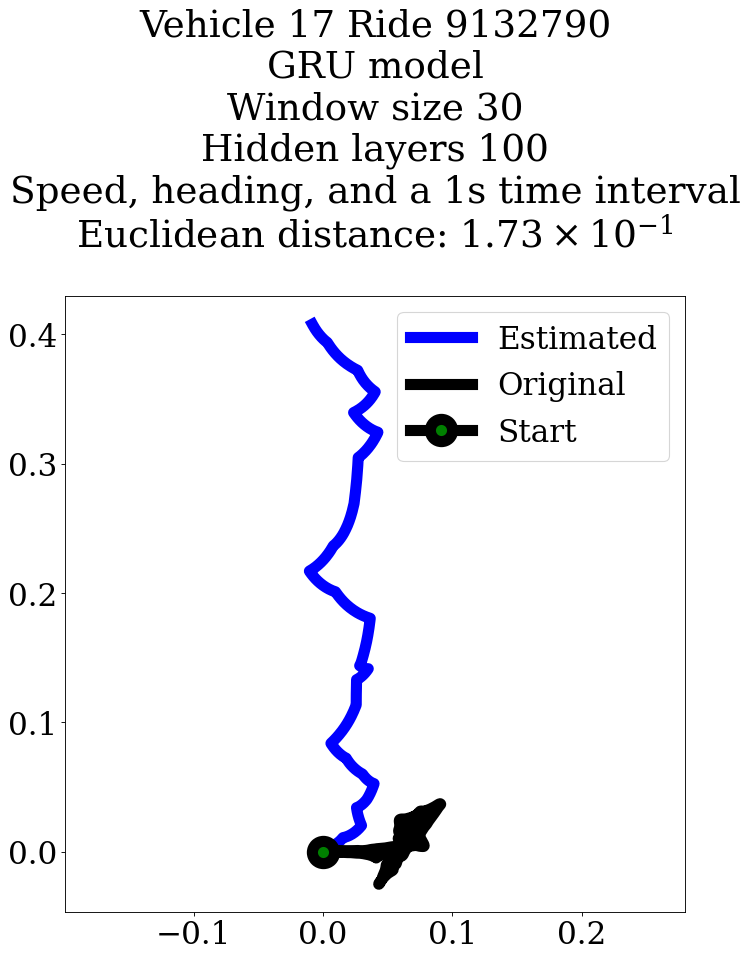 Vehicle 17 Ride 9132790
GRU model
Window size 30
Hidden layers 100
Speed, heading, and a 1s time interval
Euclidean distance: 1.73 × 10⁻¹
Estimated
Original
Start
0.4
0.3
0.2
0.1
0.0
−0.1 0.0 0.1 0.2